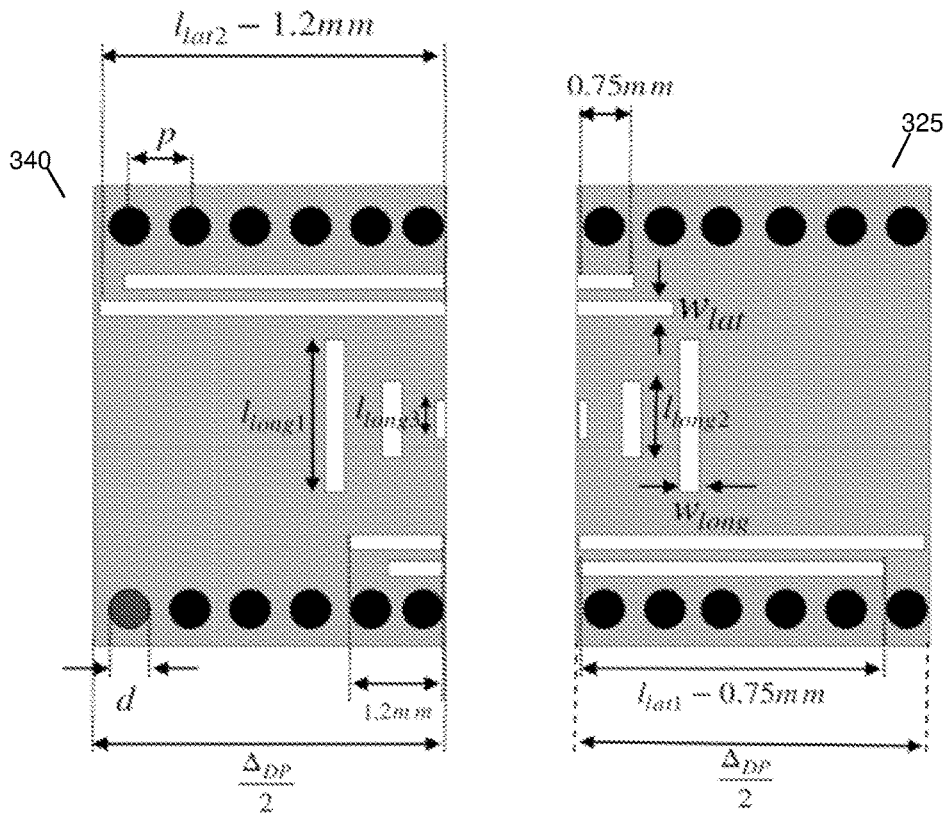 l_lat2 − 1.2mm
0.75mm
325
340
p
W_lat
l_long1
l_long3
l_long2
W_long
d
1.2mm
l_lat1 − 0.75mm
Δ_DP
2
Δ_DP
2